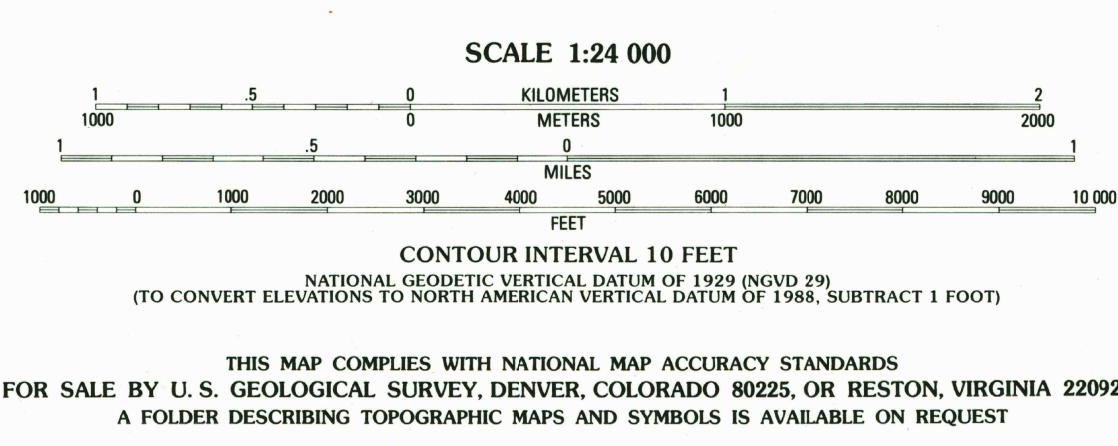 SCALE 1:24 000
1 .5 0 KILOMETERS 1 2
1000 0 METERS 1000 2000
1 .5 0 1
MILES
1000 0 1000 2000 3000 4000 5000 6000 7000 8000 9000 10 000
FEET
CONTOUR INTERVAL 10 FEET
NATIONAL GEODETIC VERTICAL DATUM OF 1929 (NGVD 29)
(TO CONVERT ELEVATIONS TO NORTH AMERICAN VERTICAL DATUM OF 1988, SUBTRACT 1 FOOT)
THIS MAP COMPLIES WITH NATIONAL MAP ACCURACY STANDARDS
FOR SALE BY U. S. GEOLOGICAL SURVEY, DENVER, COLORADO 80225, OR RESTON, VIRGINIA 22092
A FOLDER DESCRIBING TOPOGRAPHIC MAPS AND SYMBOLS IS AVAILABLE ON REQUEST